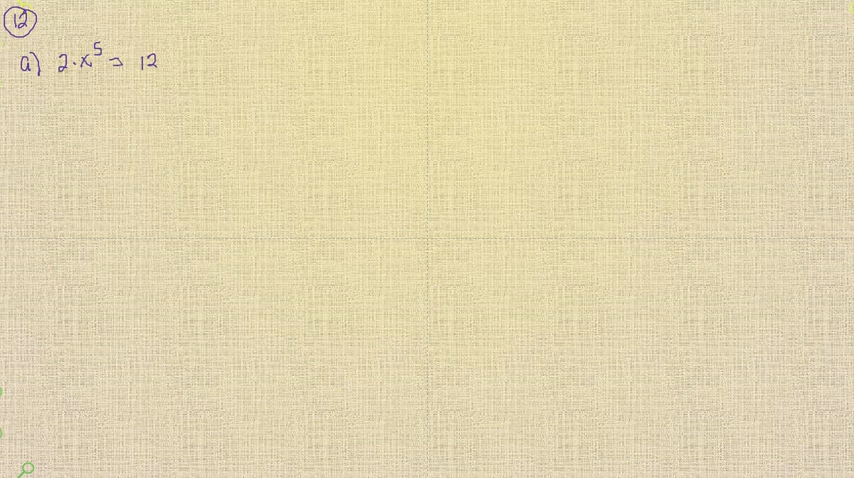 12
a) 2·x⁵ = 12